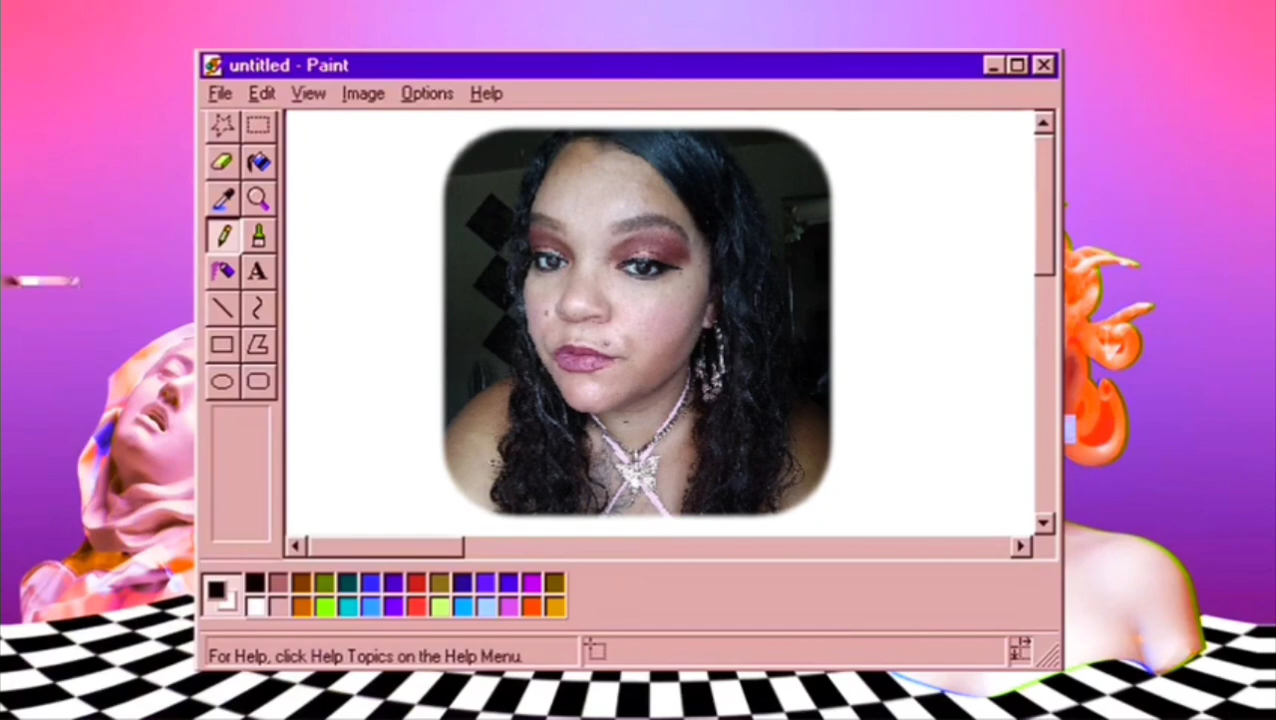 untitled - Paint
File Edit View Image Options Help
A
For Help, click Help Topics on the Help Menu.